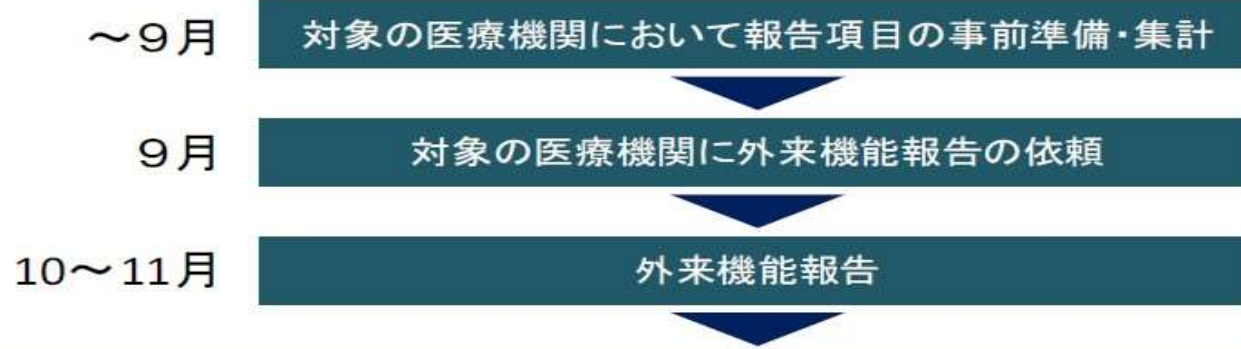 ～９月
対象の医療機関において報告項目の事前準備・集計
９月
対象の医療機関に外来機能報告の依頼
10～11月
外来機能報告